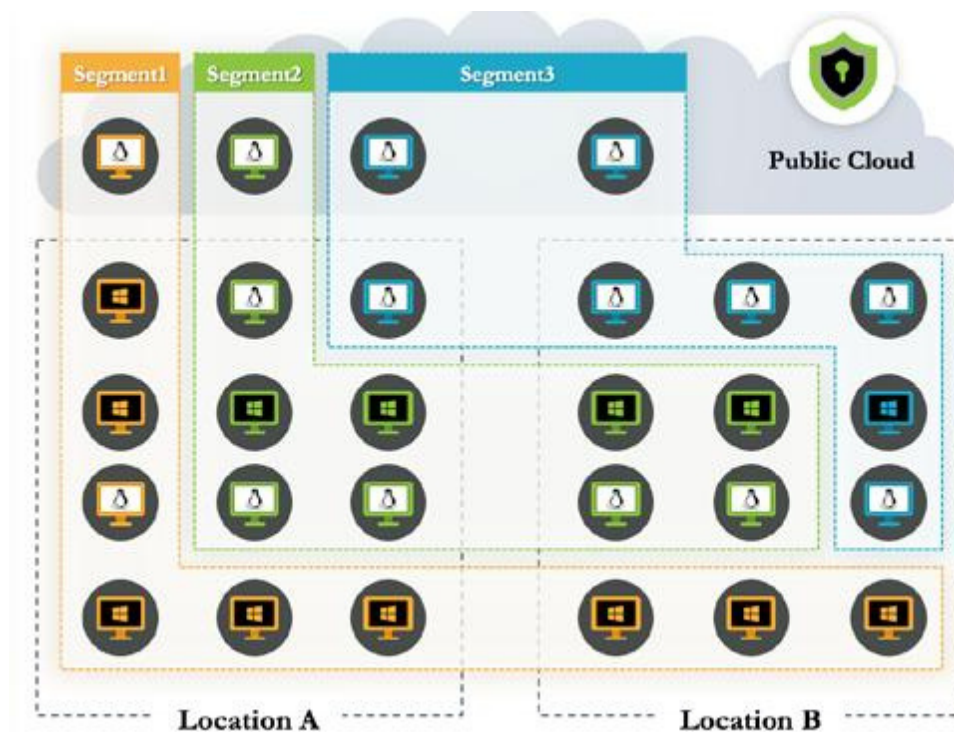 Segment1
Segment2
Segment3
Public Cloud
Location A
Location B